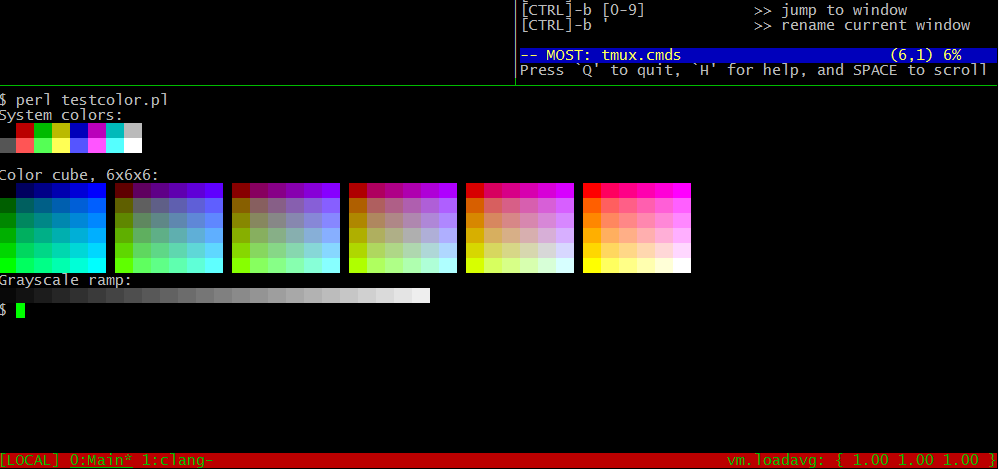 [CTRL]-b [0-9] >> jump to window
[CTRL]-b ' >> rename current window
-- MOST: tmux.cmds (6,1) 6%
Press `Q' to quit, `H' for help, and SPACE to scroll
$ perl testcolor.pl
System colors:
Color cube, 6x6x6:
Grayscale ramp:
$
[LOCAL] 0:Main* 1:clang- vm.loadavg: { 1.00 1.00 1.00 }